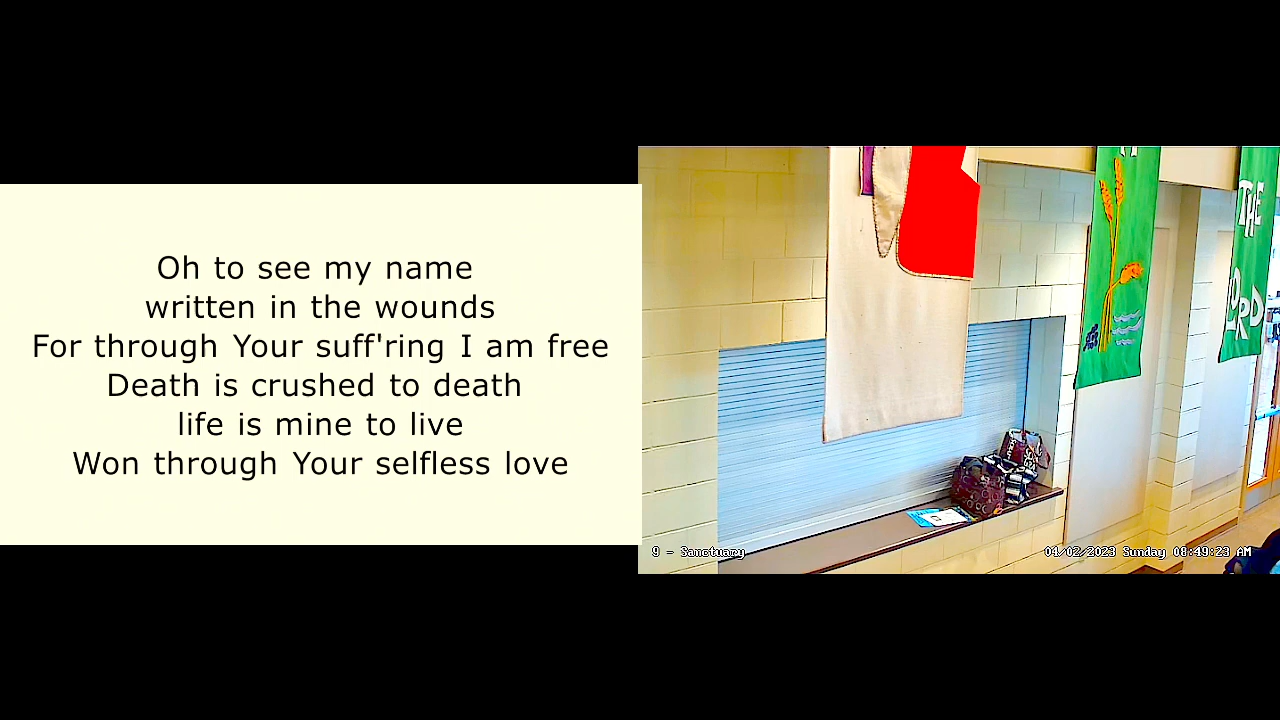 Oh to see my name
written in the wounds
For through Your suff'ring I am free
Death is crushed to death
life is mine to live
Won through Your selfless love
THE
LORD
9 - Sanctuary
04/02/2023 Sunday 08:49:23 AM